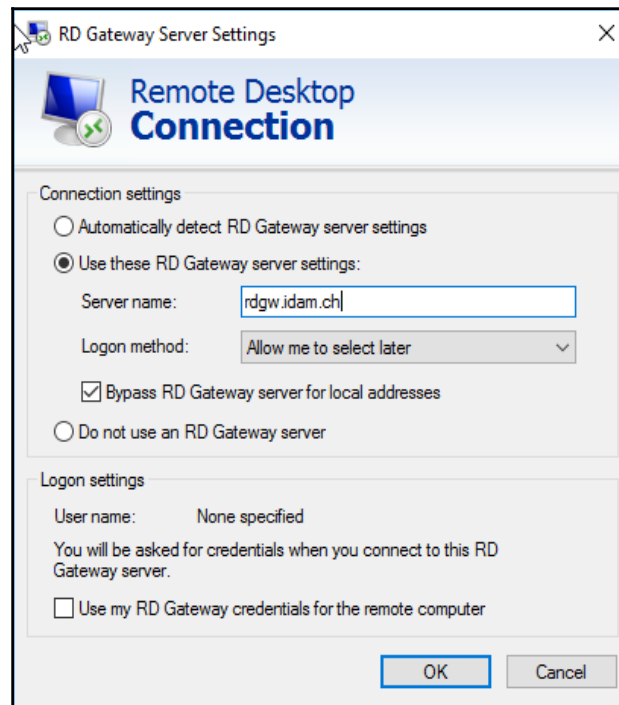 RD Gateway Server Settings
Remote Desktop
Connection
Connection settings
Automatically detect RD Gateway server settings
Use these RD Gateway server settings:
Server name: rdgw.idam.ch
Logon method: Allow me to select later
Bypass RD Gateway server for local addresses
Do not use an RD Gateway server
Logon settings
User name: None specified
You will be asked for credentials when you connect to this RD
Gateway server.
Use my RD Gateway credentials for the remote computer
OK Cancel